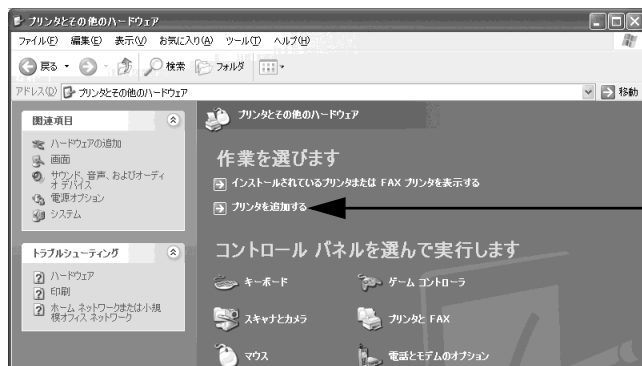 プリンタとその他のハードウェア
ファイル(F) 編集(E) 表示(V) お気に入り(A) ツール(T) ヘルプ(H)
戻る 検索 フォルダ
アドレス(D) プリンタとその他のハードウェア 移動
関連項目
ハードウェアの追加
画面
サウンド、音声、およびオーディ
オ デバイス
電源オプション
システム
トラブルシューティング
ハードウェア
印刷
ホーム ネットワークまたは小規
模オフィス ネットワーク
プリンタとその他のハードウェア
作業を選びます
インストールされているプリンタまたは FAX プリンタを表示する
プリンタを追加する
コントロール パネルを選んで実行します
キーボード ゲーム コントローラ
スキャナとカメラ プリンタと FAX
マウス 電話とモデムのオプション